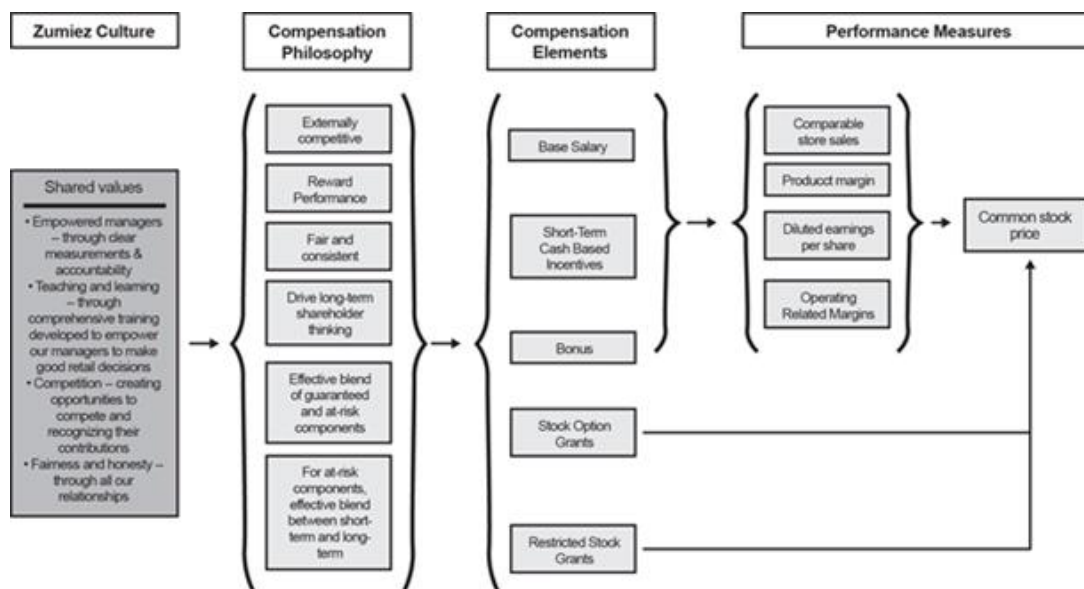 Zumiez Culture
Compensation
Philosophy
Compensation
Elements
Performance Measures
Shared values
• Empowered managers
– through clear
measurements &
accountability
• Teaching and learning
– through
comprehensive training
developed to empower
our managers to make
good retail decisions
• Competition – creating
opportunities to
compete and
recognizing their
contributions
• Fairness and honesty –
through all our
relationships
Externally
competitive
Reward
Performance
Fair and
consistent
Drive long-term
shareholder
thinking
Effective blend
of guaranteed
and at-risk
components
For at-risk
components,
effective blend
between short-
term and long-
term
Base Salary
Short-Term
Cash Based
Incentives
Bonus
Stock Option
Grants
Restricted Stock
Grants
Comparable
store sales
Producct margin
Diluted earnings
per share
Operating
Related Margins
Common stock
price